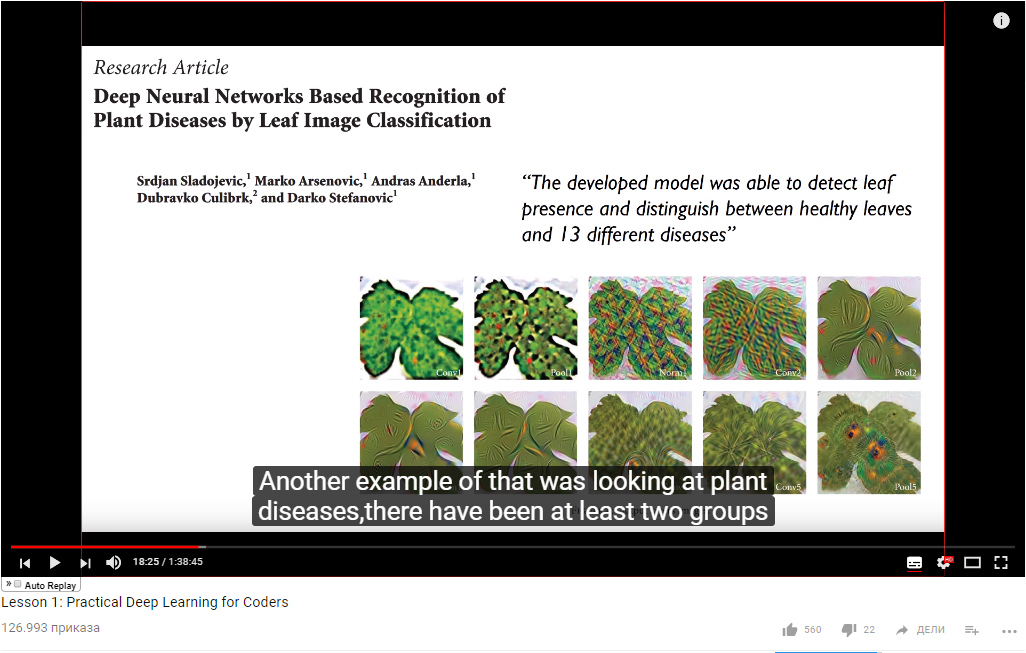 Research Article
Deep Neural Networks Based Recognition of
Plant Diseases by Leaf Image Classification
Srdjan Sladojevic,1 Marko Arsenovic,1 Andras Anderla,1
Dubravko Culibrk,2 and Darko Stefanovic1
“The developed model was able to detect leaf
presence and distinguish between healthy leaves
and 13 different diseases”
Conv1 Pool1 Norm1 Conv2 Pool2
Conv5 Pool5
Another example of that was looking at plant
diseases,there have been at least two groups
18:25 / 1:38:45
» Auto Replay
Lesson 1: Practical Deep Learning for Coders
126.993 приказа
560 22 ДЕЛИ